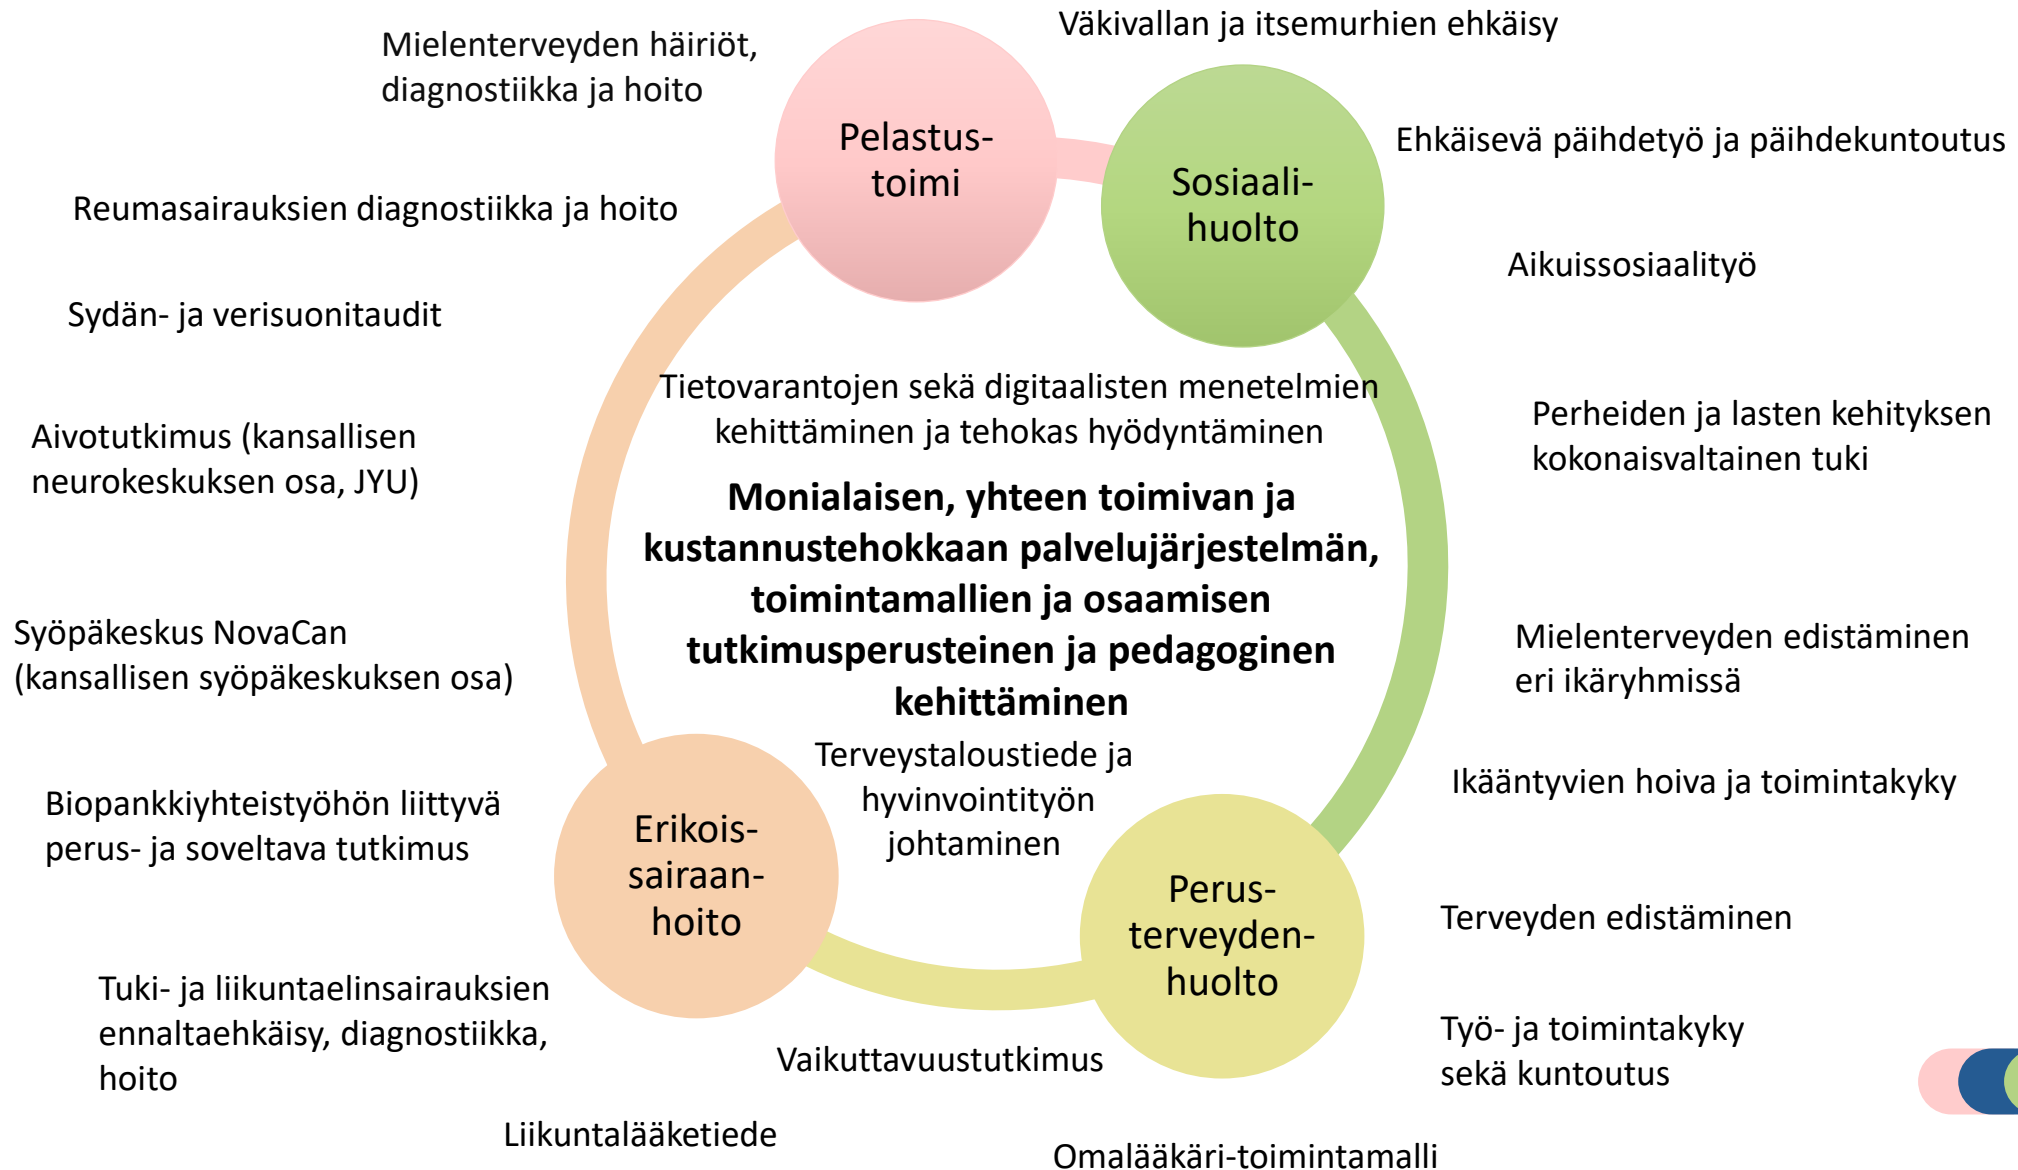 Väkivallan ja itsemurhien ehkäisy
Mielenterveyden häiriöt,
diagnostiikka ja hoito
Pelastus-
toimi
Sosiaali-
huolto
Ehkäisevä päihdetyö ja päihdekuntoutus
Reumasairauksien diagnostiikka ja hoito
Aikuissosiaalityö
Sydän- ja verisuonitaudit
Tietovarantojen sekä digitaalisten menetelmien
kehittäminen ja tehokas hyödyntäminen
Perheiden ja lasten kehityksen
kokonaisvaltainen tuki
Aivotutkimus (kansallisen
neurokeskuksen osa, JYU)
Monialaisen, yhteen toimivan ja
kustannustehokkaan palvelujärjestelmän,
toimintamallien ja osaamisen
tutkimusperusteinen ja pedagoginen
kehittäminen
Syöpäkeskus NovaCan
(kansallisen syöpäkeskuksen osa)
Mielenterveyden edistäminen
eri ikäryhmissä
Terveystaloustiede ja
hyvinvointityön
johtaminen
Ikääntyvien hoiva ja toimintakyky
Biopankkiyhteistyöhön liittyvä
perus- ja soveltava tutkimus
Erikois-
sairaan-
hoito
Perus-
terveyden-
huolto
Terveyden edistäminen
Tuki- ja liikuntaelinsairauksien
ennaltaehkäisy, diagnostiikka,
hoito
Vaikuttavuustutkimus
Työ- ja toimintakyky
sekä kuntoutus
Liikuntalääketiede
Omalääkäri-toimintamalli